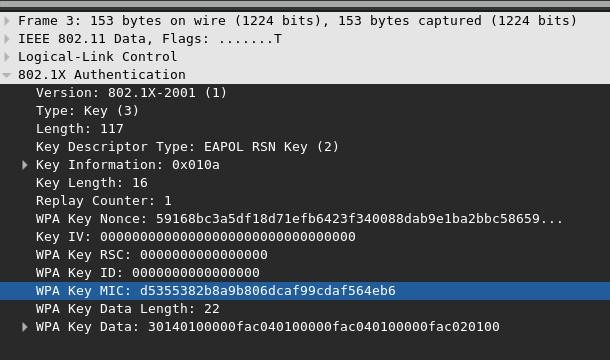 Frame 3: 153 bytes on wire (1224 bits), 153 bytes captured (1224 bits)
IEEE 802.11 Data, Flags: .......T
Logical-Link Control
802.1X Authentication
Version: 802.1X-2001 (1)
Type: Key (3)
Length: 117
Key Descriptor Type: EAPOL RSN Key (2)
Key Information: 0x010a
Key Length: 16
Replay Counter: 1
WPA Key Nonce: 59168bc3a5df18d71efb6423f340088dab9e1ba2bbc58659...
Key IV: 00000000000000000000000000000000
WPA Key RSC: 0000000000000000
WPA Key ID: 0000000000000000
WPA Key MIC: d5355382b8a9b806dcaf99cdaf564eb6
WPA Key Data Length: 22
WPA Key Data: 30140100000fac040100000fac040100000fac020100